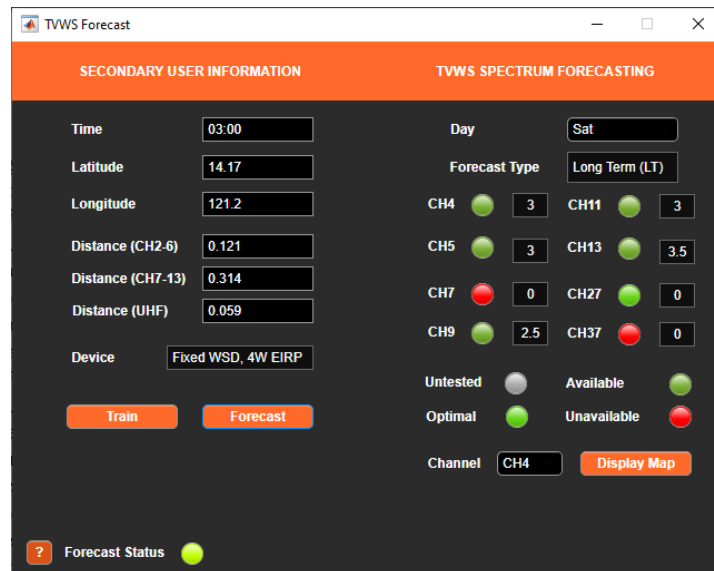 TVWS Forecast
SECONDARY USER INFORMATION
Time 03:00
Latitude 14.17
Longitude 121.2
Distance (CH2-6) 0.121
Distance (CH7-13) 0.314
Distance (UHF) 0.059
Device Fixed WSD, 4W EIRP
Train Forecast
TVWS SPECTRUM FORECASTING
Day Sat
Forecast Type Long Term (LT)
CH4 3 CH11 3
CH5 3 CH13 3.5
CH7 0 CH27 0
CH9 2.5 CH37 0
Untested Available
Optimal Unavailable
Channel CH4 Display Map
? Forecast Status